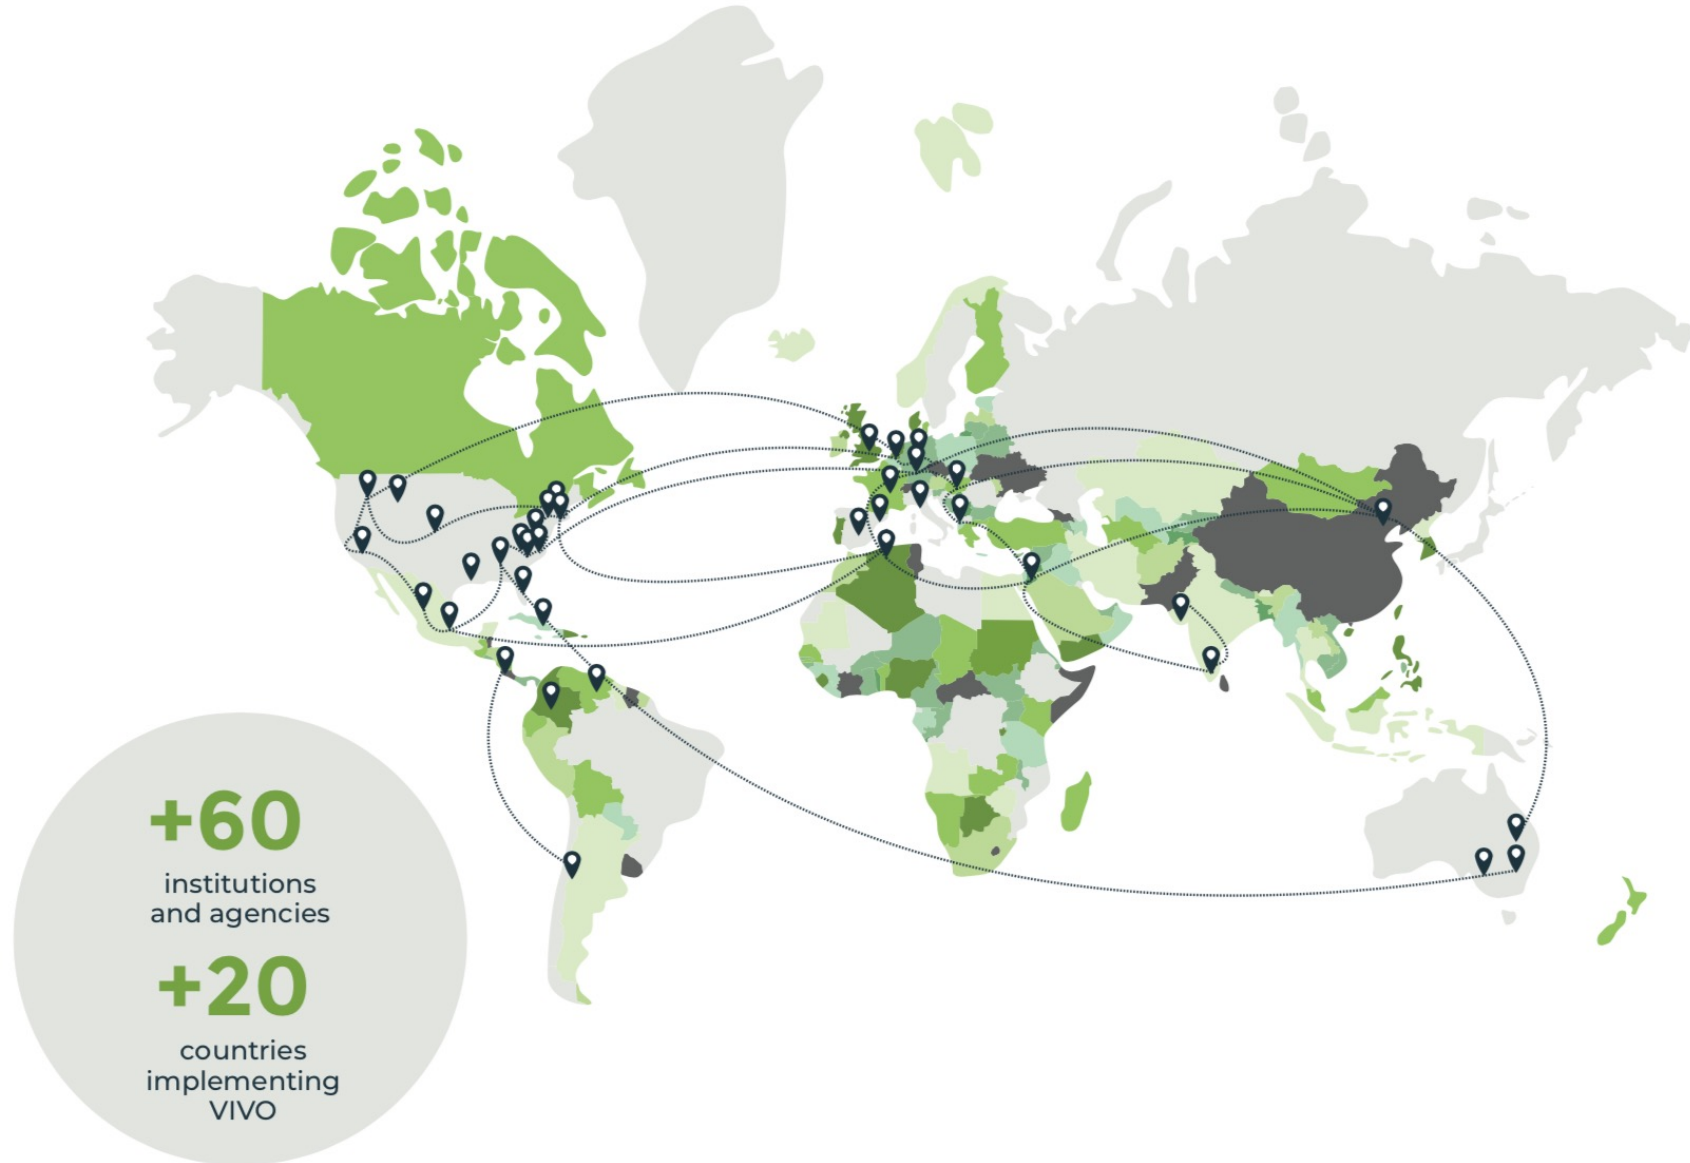 +60
institutions
and agencies
+20
countries
implementing
VIVO